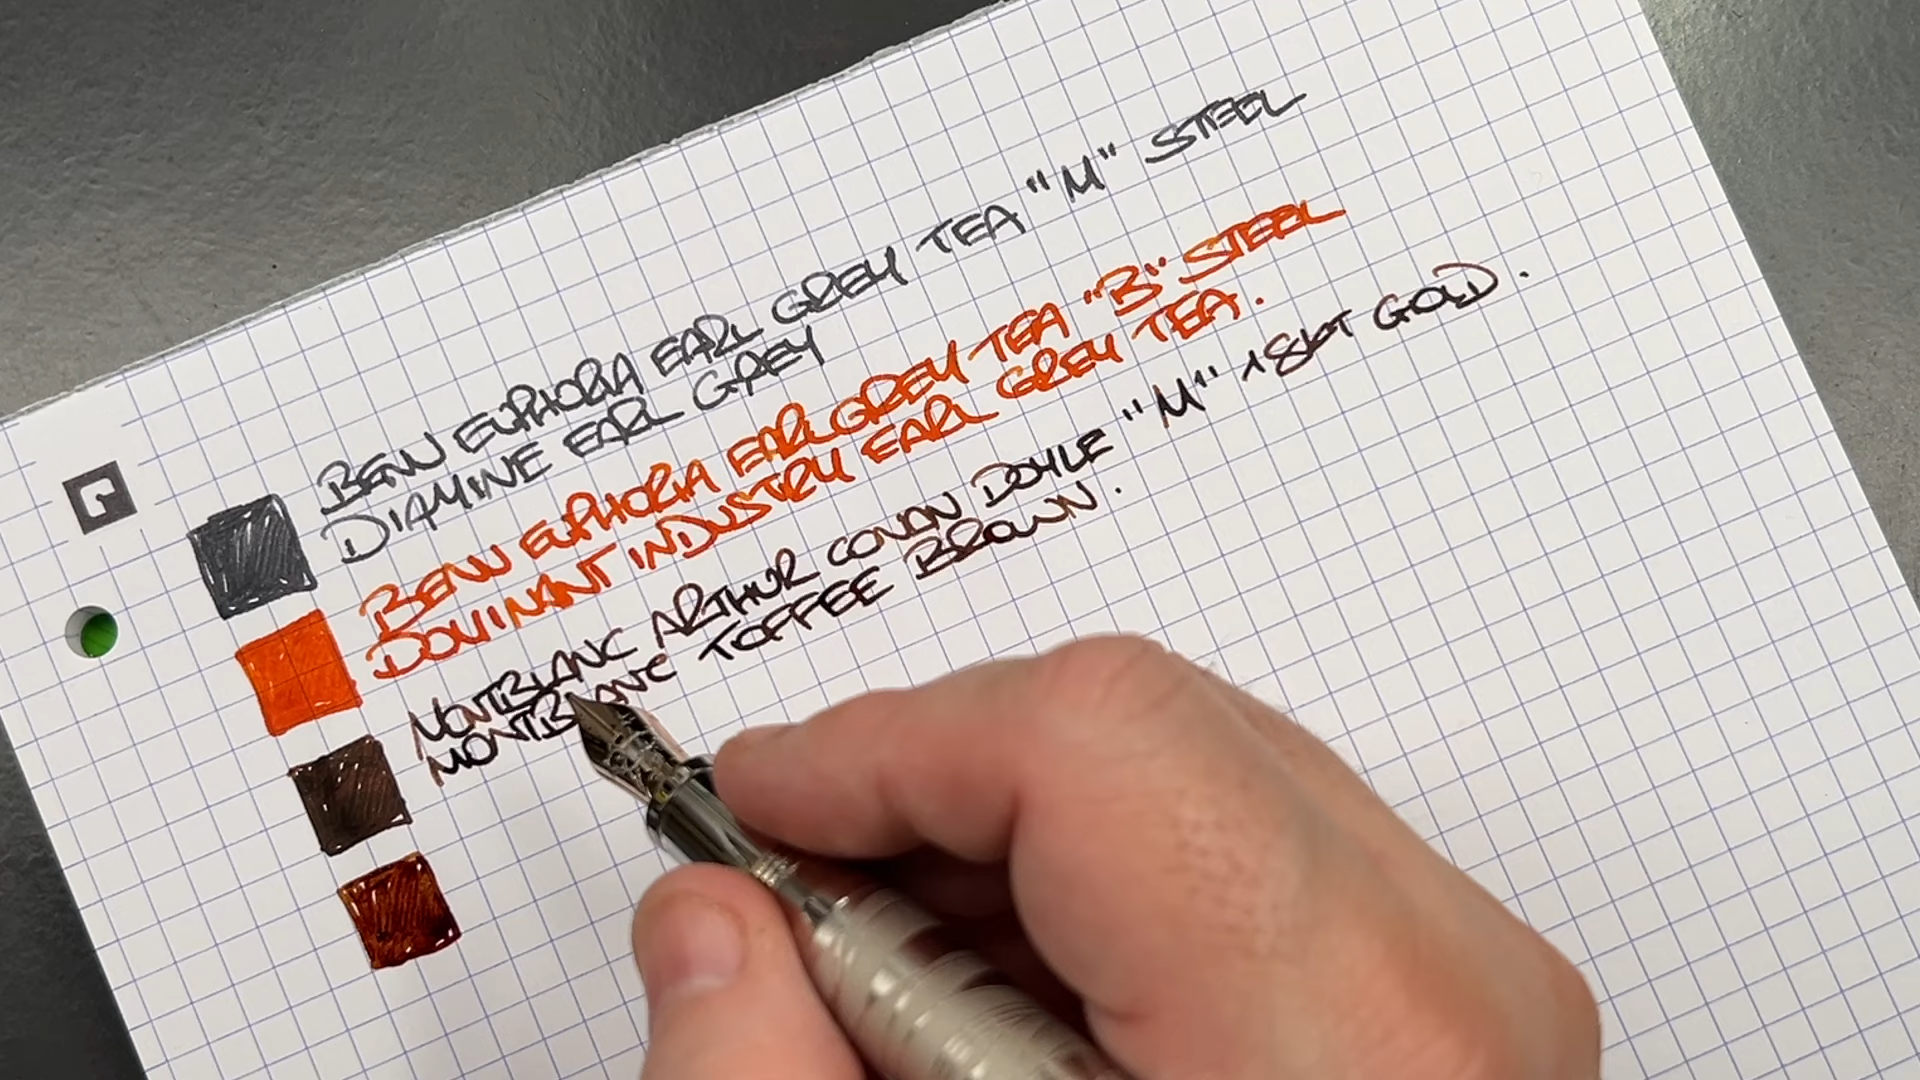 BENU EUPHORIA EARL GREY TEA "M" STEEL
DIAMINE EARL GREY
BENU EUPHORIA EARL GREY TEA "B" STEEL
DOMINANT INDUSTRY EARL GREY TEA.
MONTBLANC ARTHUR CONAN DOYLE "M" 18KT GOLD.
MONTBLANC TOFFEE BROWN.